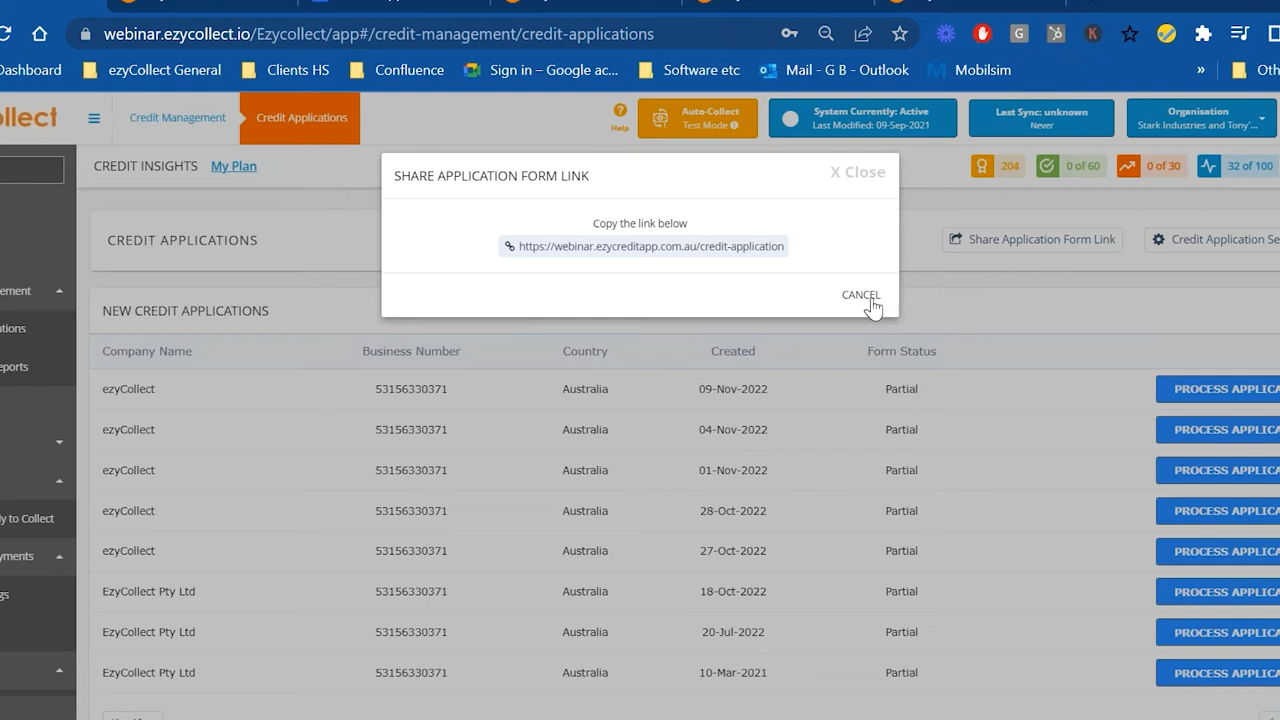 webinar.ezycollect.io/Ezycollect/app#/credit-management/credit-applications
Dashboard ezyCollect General Clients HS Confluence Sign in – Google ac... Software etc Mail - G B - Outlook Mobilsim » Oth
ollect Credit Management Credit Applications Help Auto-Collect Test Mode System Currently: Active Last Modified: 09-Sep-2021 Last Sync: unknown Never Organisation Stark Industries and Tony'...
CREDIT INSIGHTS My Plan 204 0 of 60 0 of 30 32 of 100
SHARE APPLICATION FORM LINK X Close
Copy the link below
https://webinar.ezycreditapp.com.au/credit-application
CANCEL
CREDIT APPLICATIONS Share Application Form Link Credit Application Se
NEW CREDIT APPLICATIONS
Company Name Business Number Country Created Form Status
ezyCollect 53156330371 Australia 09-Nov-2022 Partial PROCESS APPLICA
ezyCollect 53156330371 Australia 04-Nov-2022 Partial PROCESS APPLICA
ezyCollect 53156330371 Australia 01-Nov-2022 Partial PROCESS APPLICA
ezyCollect 53156330371 Australia 28-Oct-2022 Partial PROCESS APPLICA
ezyCollect 53156330371 Australia 27-Oct-2022 Partial PROCESS APPLICA
EzyCollect Pty Ltd 53156330371 Australia 18-Oct-2022 Partial PROCESS APPLICA
EzyCollect Pty Ltd 53156330371 Australia 20-Jul-2022 Partial PROCESS APPLICA
EzyCollect Pty Ltd 53156330371 Australia 10-Mar-2021 Partial PROCESS APPLICA
ement
ations
eports
ly to Collect
yments
gs